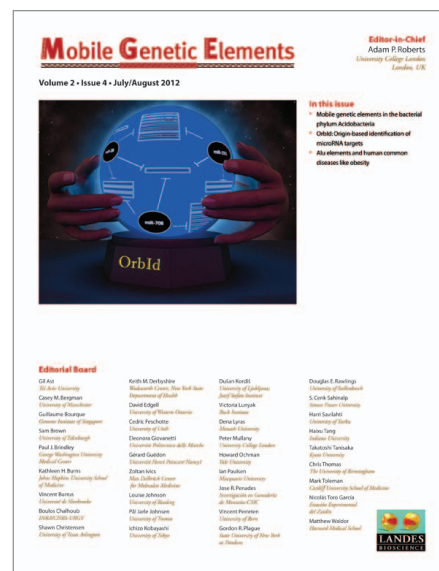 Mobile Genetic Elements
Editor-in-Chief
Adam P. Roberts
University College London
London, UK
Volume 2 • Issue 4 • July/August 2012
In this issue
Mobile genetic elements in the bacterial
phylum Acidobacteria
OrbId: Origin-based identification of
microRNA targets
Alu elements and human common
diseases like obesity
miR-708
OrbId
Editorial Board
Gil Ast
Tel Aviv University
Casey M. Bergman
University of Manchester
Guillaume Bourque
Genome Institute of Singapore
Sam Brown
University of Edinburgh
Paul J. Brindley
George Washington University
Medical Center
Kathleen H. Burns
Johns Hopkins University School
of Medicine
Vincent Burrus
Université de Sherbrooke
Boulos Chalhoub
Shawn Christensen
University of Texas Arlington
Keith M. Derbyshire
Wadsworth Center, New York State
Department of Health
David Edgell
University of Western Ontario
Cedric Feschotte
University of Utah
Eleonora Giovanetti
Università Politecnica delle Marche
Gérard Guédon
Université Henri Poincaré Nancy I
Zoltan Ivics
Max Delbrück Center
for Molecular Medicine
Louise Johnson
University of Reading
Pål Jarle Johnsen
University of Tromsø
Ichizo Kobayashi
University of Tokyo
Dušan Kordiš
University of Ljubljana,
Jozef Stefan Institute
Victoria Lunyak
Buck Institute
Dena Lyras
Monash University
Peter Mullany
University College London
Howard Ochman
Yale University
Ian Paulsen
Macquarie University
Jose R. Penadés
Vincent Perreten
University of Bern
Gordon R. Plague
State University of New York
at Potsdam
Douglas E. Rawlings
University of Stellenbosch
S. Cenk Sahinalp
Simon Fraser University
Harri Savilahti
University of Turku
Haixu Tang
Indiana University
Takatoshi Tanisaka
Kyoto University
Chris Thomas
The University of Birmingham
Mark Toleman
Cardiff University School of Medicine
Nicolás Toro García
Estación Experimental
del Zaidín
Matthew Waldor
Harvard Medical School
LANDES
BIOSCIENCE